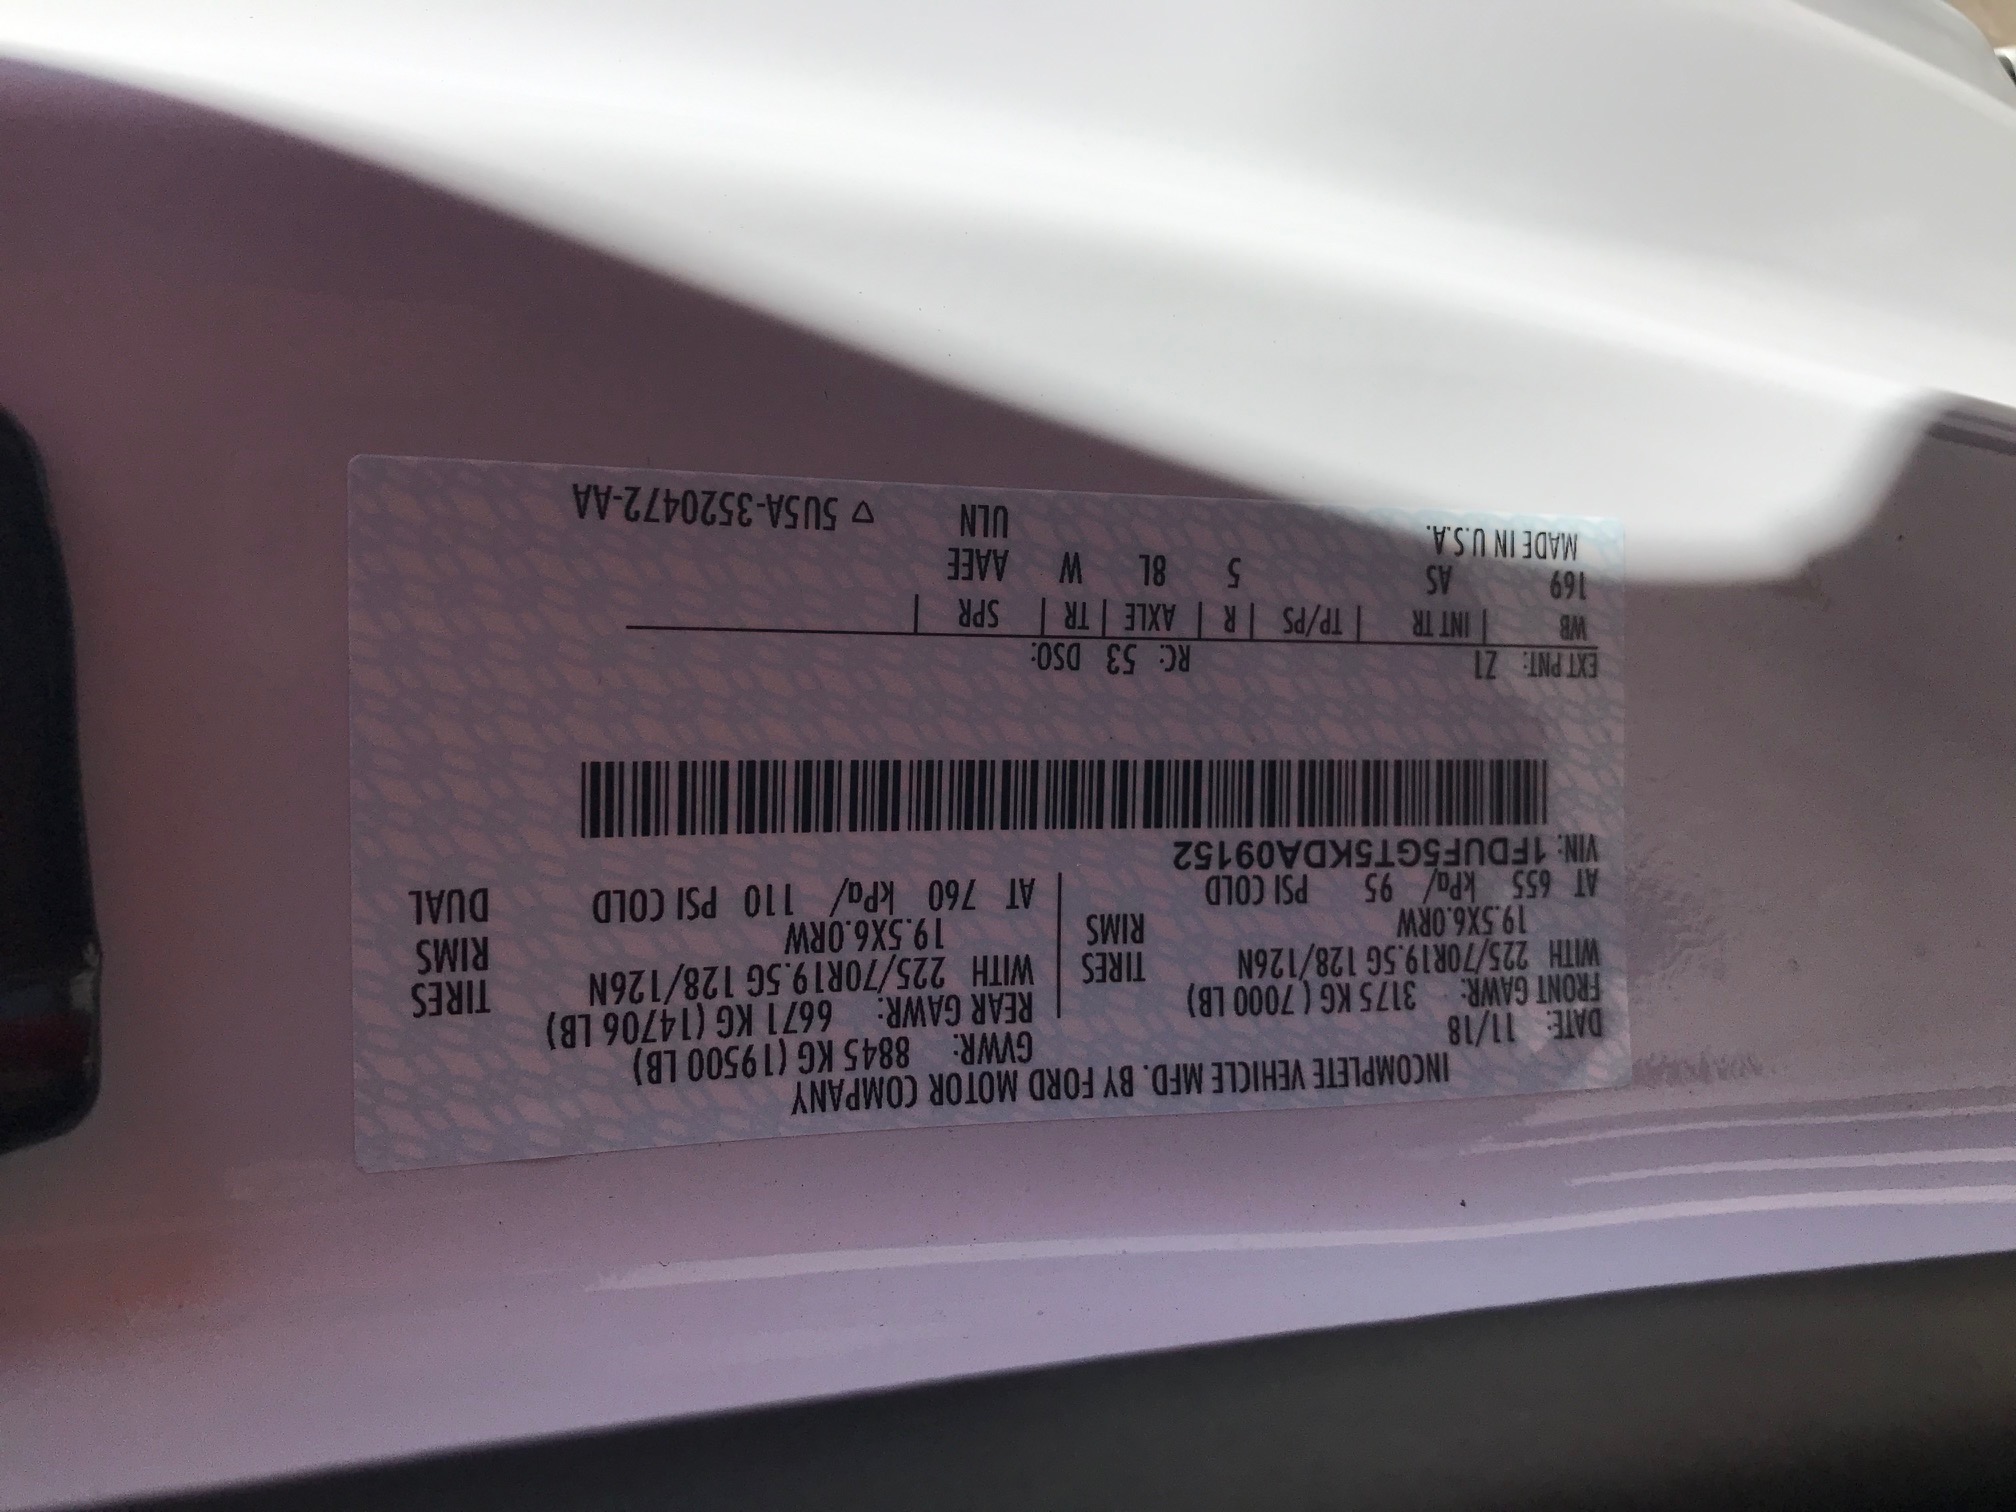 INCOMPLETE VEHICLE MFD. BY FORD MOTOR COMPANY
DATE: 11/18 GVWR: 8845 KG (19500 LB)
FRONT GAWR: 3175 KG (7000 LB) REAR GAWR: 6671 KG (14706 LB)
WITH 225/70R19.5G 128/126N TIRES WITH 225/70R19.5G 128/126N TIRES
19.5X6.0RW RIMS 19.5X6.0RW RIMS
AT 655 kPa/ 95 PSI COLD AT 760 kPa/ 110 PSI COLD DUAL
VIN: 1FDUF5GT5KDA09152
EXT PNT: Z1 RC: 53 DSO:
WB | INT TR | TP/PS | R | AXLE | TR | SPR |
169 AS 5 8L W AAEE
MADE IN U.S.A. ULN ▽ 5U5A-3520472-AA